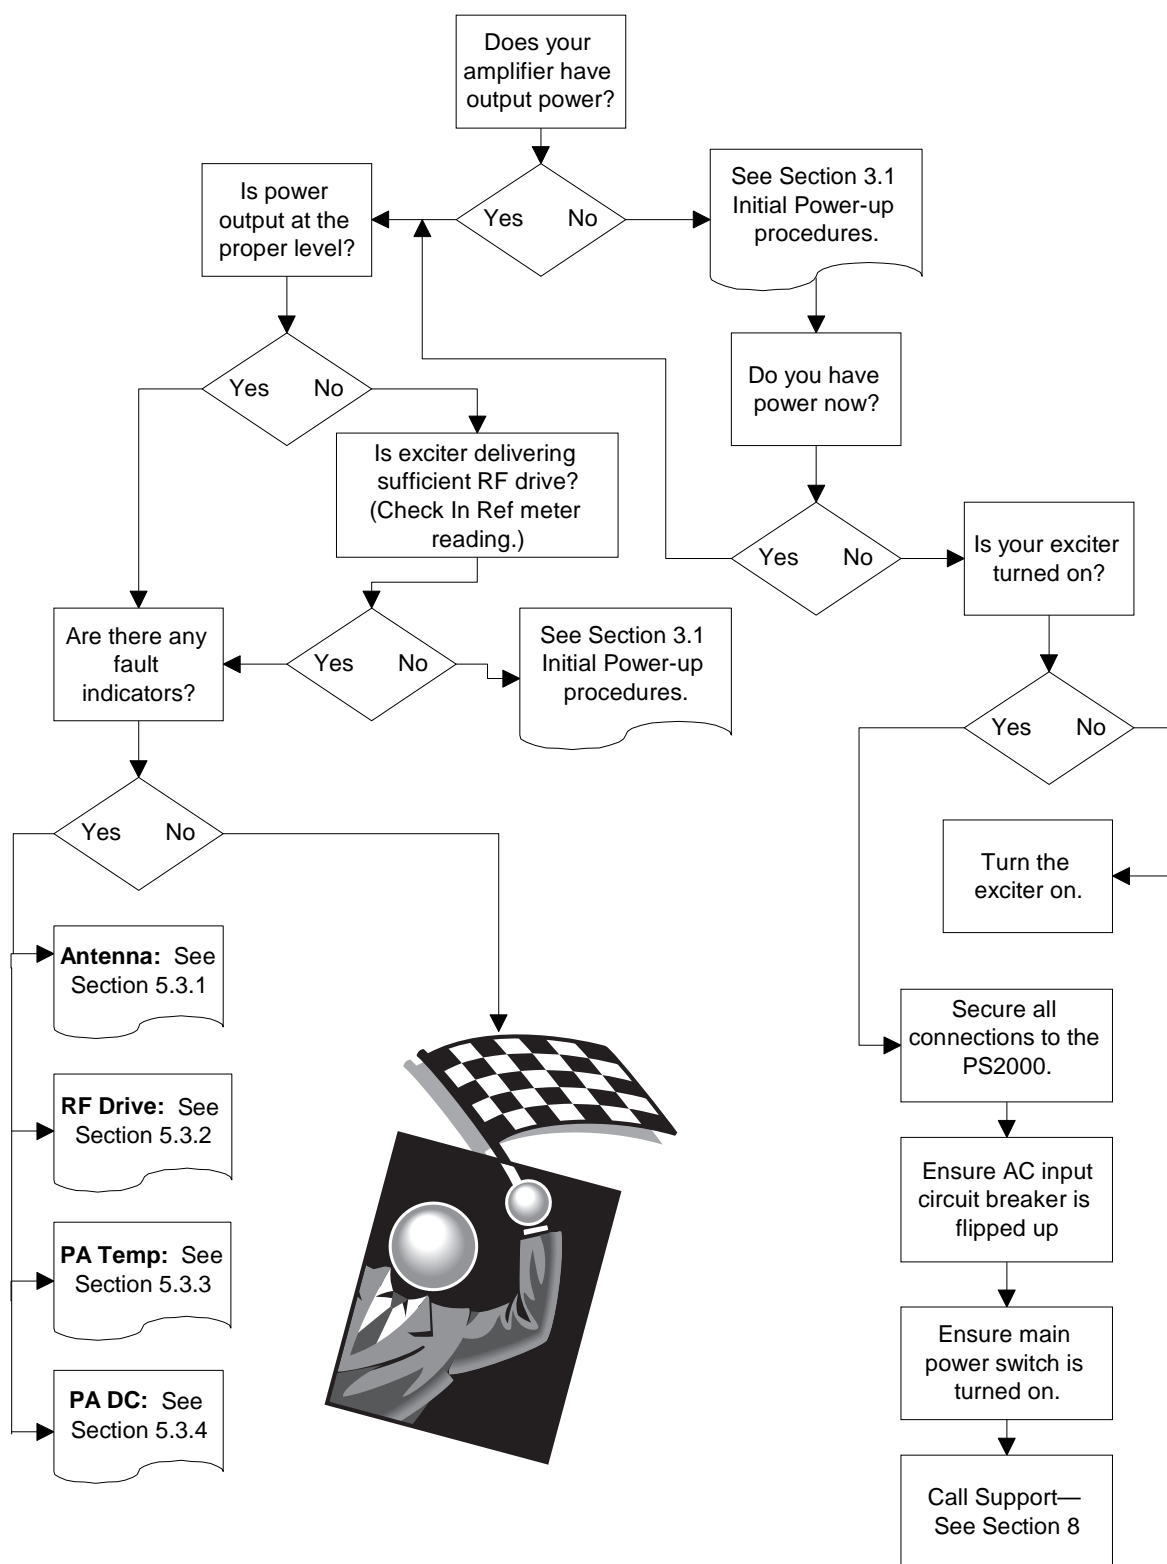 Does your
amplifier have
output power?
Yes No
Is power
output at the
proper level?
See Section 3.1
Initial Power-up
procedures.
Yes No
Do you have
power now?
Is exciter delivering
sufficient RF drive?
(Check In Ref meter
reading.)
Yes No
Is your exciter
turned on?
Are there any
fault
indicators?
Yes No
See Section 3.1
Initial Power-up
procedures.
Yes No
Yes No
Turn the
exciter on.
Antenna: See
Section 5.3.1
Secure all
connections to the
PS2000.
RF Drive: See
Section 5.3.2
Ensure AC input
circuit breaker is
flipped up
PA Temp: See
Section 5.3.3
Ensure main
power switch is
turned on.
PA DC: See
Section 5.3.4
Call Support—
See Section 8